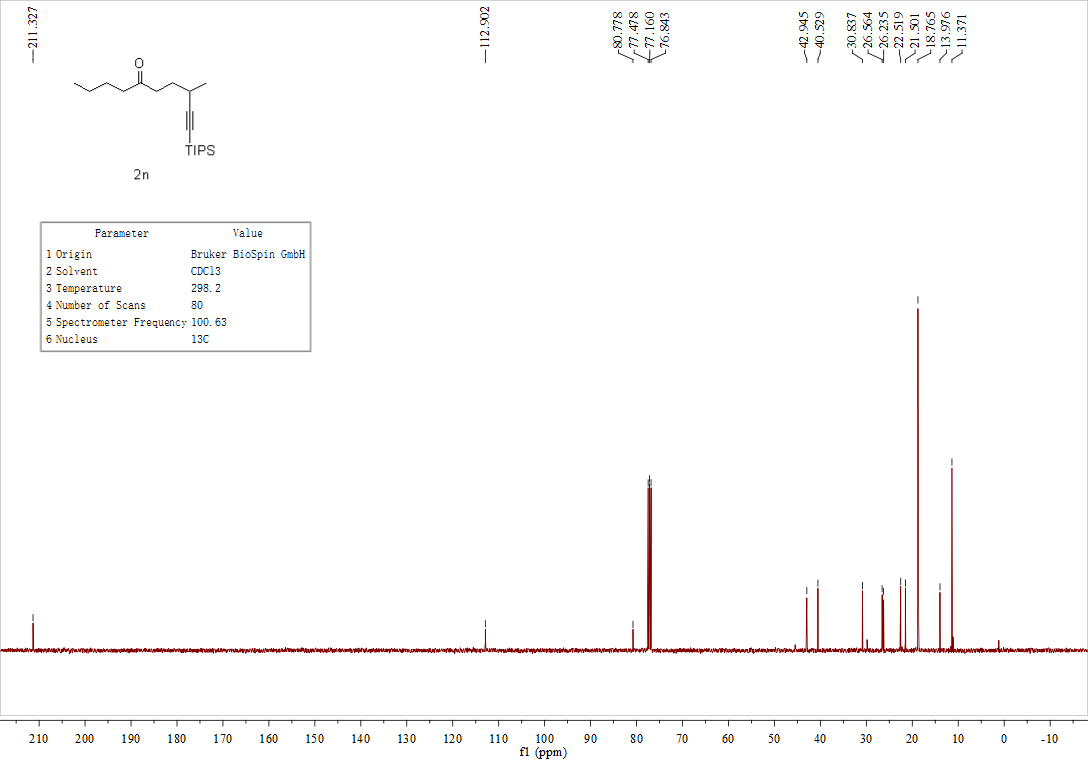 211.327
112.902
80.778
77.478
77.160
76.843
42.945
40.529
30.837
26.564
26.235
22.519
21.501
18.765
13.976
11.371
O
TIPS
2n
Parameter Value
1 Origin Bruker BioSpin GmbH
2 Solvent CDCl3
3 Temperature 298.2
4 Number of Scans 80
5 Spectrometer Frequency 100.63
6 Nucleus 13C
210 200 190 180 170 160 150 140 130 120 110 100 90 80 70 60 50 40 30 20 10 0 -10
f1 (ppm)